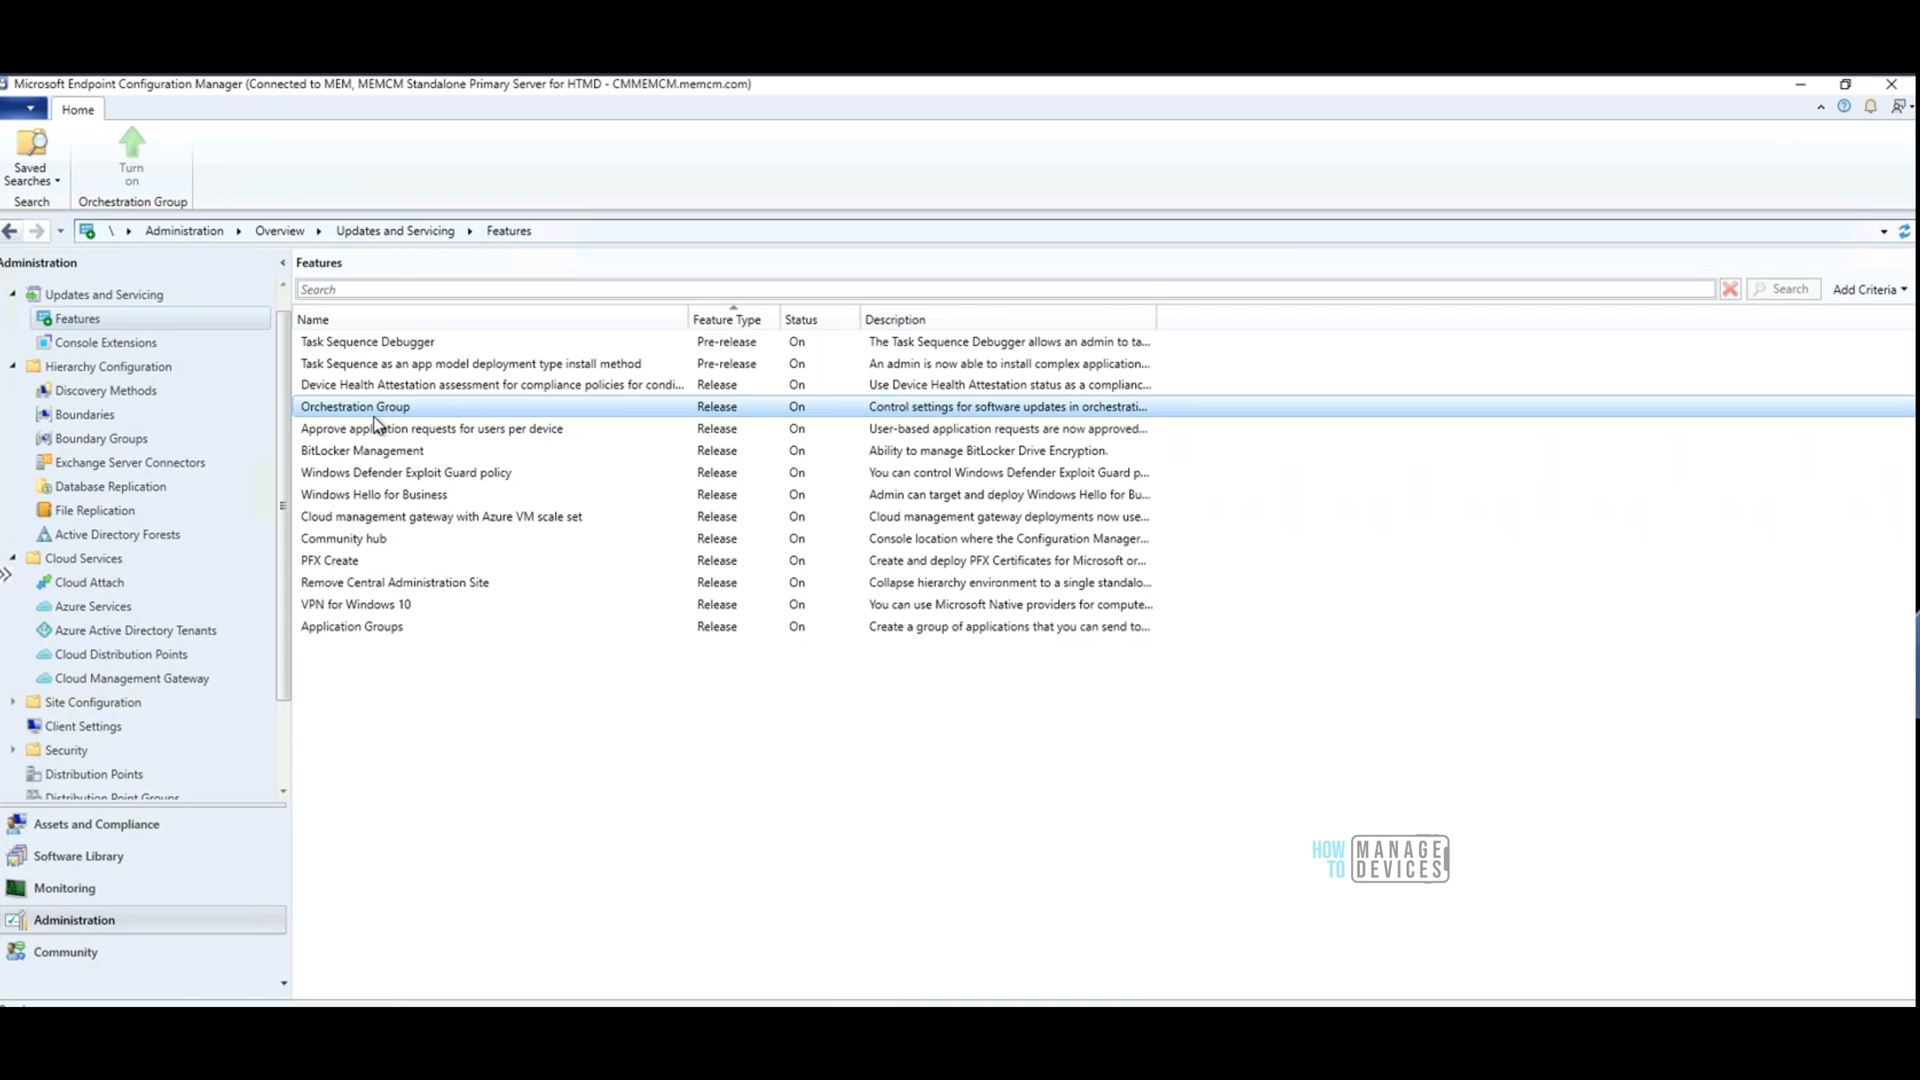 Microsoft Endpoint Configuration Manager (Connected to MEM, MEMCM Standalone Primary Server for HTMD - CMMEMCM.memcm.com)
Home
Saved
Searches
Turn
on
Search
Orchestration Group
\ Administration Overview Updates and Servicing Features
Administration
Updates and Servicing
Features
Console Extensions
Hierarchy Configuration
Discovery Methods
Boundaries
Boundary Groups
Exchange Server Connectors
Database Replication
File Replication
Active Directory Forests
Cloud Services
Cloud Attach
Azure Services
Azure Active Directory Tenants
Cloud Distribution Points
Cloud Management Gateway
Site Configuration
Client Settings
Security
Distribution Points
Distribution Point Groups
Assets and Compliance
Software Library
Monitoring
Administration
Community
Features
Search
Search
Add Criteria
Name Feature Type Status Description
Task Sequence Debugger Pre-release On The Task Sequence Debugger allows an admin to ta...
Task Sequence as an app model deployment type install method Pre-release On An admin is now able to install complex application...
Device Health Attestation assessment for compliance policies for condi... Release On Use Device Health Attestation status as a complianc...
Orchestration Group Release On Control settings for software updates in orchestrati...
Approve application requests for users per device Release On User-based application requests are now approved...
BitLocker Management Release On Ability to manage BitLocker Drive Encryption.
Windows Defender Exploit Guard policy Release On You can control Windows Defender Exploit Guard p...
Windows Hello for Business Release On Admin can target and deploy Windows Hello for Bu...
Cloud management gateway with Azure VM scale set Release On Cloud management gateway deployments now use...
Community hub Release On Console location where the Configuration Manager...
PFX Create Release On Create and deploy PFX Certificates for Microsoft or...
Remove Central Administration Site Release On Collapse hierarchy environment to a single standalo...
VPN for Windows 10 Release On You can use Microsoft Native providers for compute...
Application Groups Release On Create a group of applications that you can send to...
HOW
TO
MANAGE
DEVICES